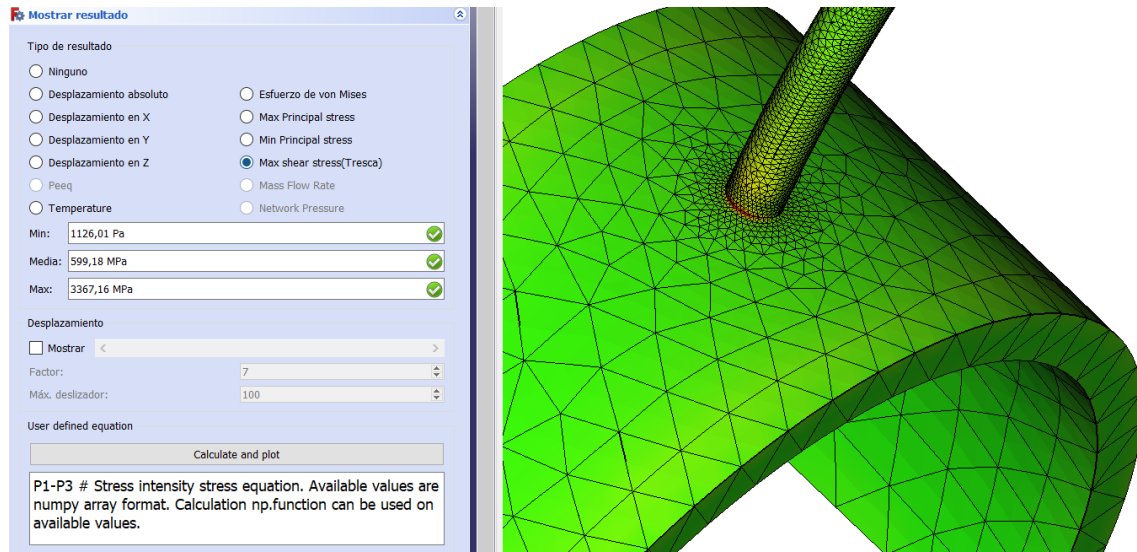 Mostrar resultado
Tipo de resultado
Ninguno
Desplazamiento absoluto
Esfuerzo de von Mises
Desplazamiento en X
Max Principal stress
Desplazamiento en Y
Min Principal stress
Desplazamiento en Z
Max shear stress(Tresca)
Peeq
Mass Flow Rate
Temperature
Network Pressure
Min: 1126,01 Pa
Media: 599,18 MPa
Max: 3367,16 MPa
Desplazamiento
Mostrar
Factor: 7
Máx. deslizador: 100
User defined equation
Calculate and plot
P1-P3 # Stress intensity stress equation. Available values are
numpy array format. Calculation np.function can be used on
available values.